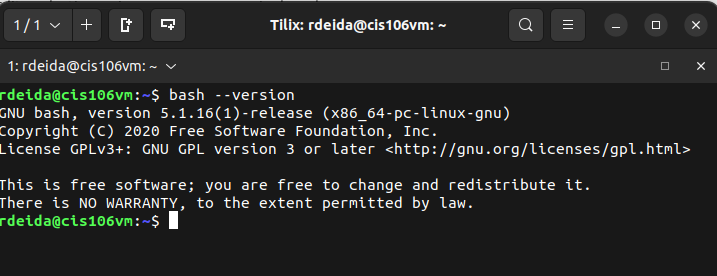 1 / 1
Tilix: rdeida@cis106vm: ~
1: rdeida@cis106vm: ~
rdeida@cis106vm:~$ bash --version
GNU bash, version 5.1.16(1)-release (x86_64-pc-linux-gnu)
Copyright (C) 2020 Free Software Foundation, Inc.
License GPLv3+: GNU GPL version 3 or later <http://gnu.org/licenses/gpl.html>
This is free software; you are free to change and redistribute it.
There is NO WARRANTY, to the extent permitted by law.
rdeida@cis106vm:~$